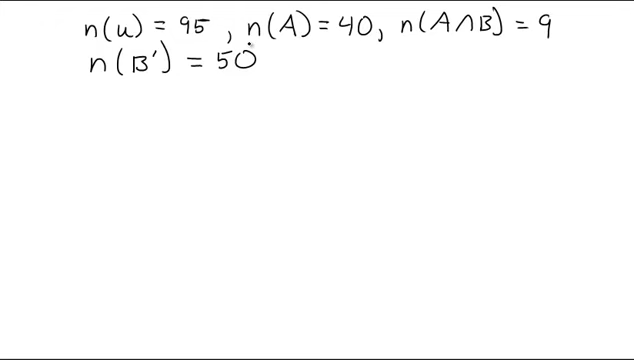 n(u) = 95 , n(A) = 40, n(A∩B) = 9
n(B') = 50